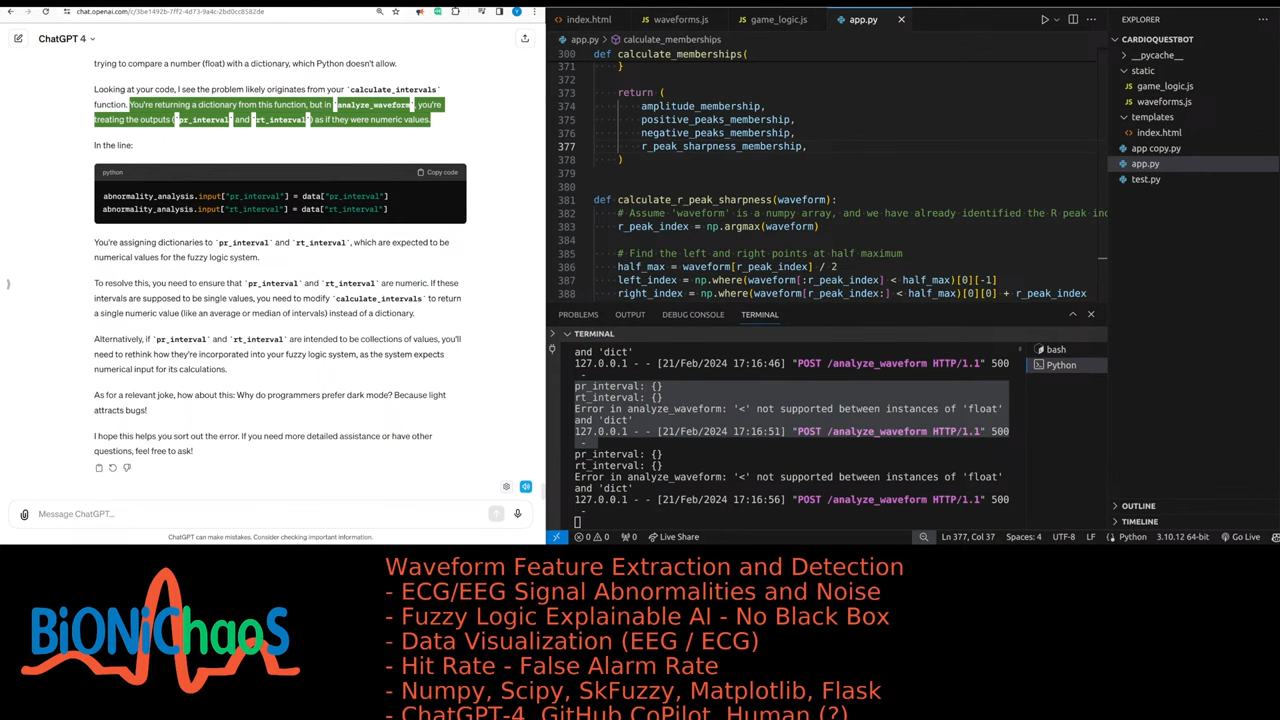 chat.openai.com/c/3be1492b-7ff2-4d73-9a4c-2bd0cc8582de
ChatGPT 4
trying to compare a number (float) with a dictionary, which Python doesn't allow.
Looking at your code, I see the problem likely originates from your `calculate_intervals`
function. You're returning a dictionary from this function, but in `analyze_waveform`, you're
treating the outputs (`pr_interval` and `rt_interval`) as if they were numeric values.
In the line:
python
Copy code
abnormality_analysis.input["pr_interval"] = data["pr_interval"]
abnormality_analysis.input["rt_interval"] = data["rt_interval"]
You're assigning dictionaries to `pr_interval` and `rt_interval`, which are expected to be
numerical values for the fuzzy logic system.
To resolve this, you need to ensure that `pr_interval` and `rt_interval` are numeric. If these
intervals are supposed to be single values, you need to modify `calculate_intervals` to return
a single numeric value (like an average or median of intervals) instead of a dictionary.
Alternatively, if `pr_interval` and `rt_interval` are intended to be collections of values, you'll
need to rethink how they're incorporated into your fuzzy logic system, as the system expects
numerical input for its calculations.
As for a relevant joke, how about this: Why do programmers prefer dark mode? Because light
attracts bugs!
I hope this helps you sort out the error. If you need more detailed assistance or have other
questions, feel free to ask!
Message ChatGPT...
ChatGPT can make mistakes. Consider checking important information.
index.html
waveforms.js
game_logic.js
app.py
app.py > calculate_memberships
300 def calculate_memberships(
371 }
372
373 return (
374 amplitude_membership,
375 positive_peaks_membership,
376 negative_peaks_membership,
377 r_peak_sharpness_membership,
378 )
379
380
381 def calculate_r_peak_sharpness(waveform):
382 # Assume 'waveform' is a numpy array, and we have already identified the R peak in
383 r_peak_index = np.argmax(waveform)
384
385 # Find the left and right points at half maximum
386 half_max = waveform[r_peak_index] / 2
387 left_index = np.where(waveform[:r_peak_index] < half_max)[0][-1]
388 right_index = np.where(waveform[r_peak_index:] < half_max)[0][0] + r_peak_index
PROBLEMS
OUTPUT
DEBUG CONSOLE
TERMINAL
TERMINAL
and 'dict'
127.0.0.1 - - [21/Feb/2024 17:16:46] "POST /analyze_waveform HTTP/1.1" 500
-
pr_interval: {}
rt_interval: {}
Error in analyze_waveform: '<' not supported between instances of 'float'
and 'dict'
127.0.0.1 - - [21/Feb/2024 17:16:51] "POST /analyze_waveform HTTP/1.1" 500
-
pr_interval: {}
rt_interval: {}
Error in analyze_waveform: '<' not supported between instances of 'float'
and 'dict'
127.0.0.1 - - [21/Feb/2024 17:16:56] "POST /analyze_waveform HTTP/1.1" 500
-
bash
Python
EXPLORER
CARDIOQUESTBOT
__pycache__
static
game_logic.js
waveforms.js
templates
index.html
app copy.py
app.py
test.py
OUTLINE
TIMELINE
0 0
0
Live Share
Ln 377, Col 37
Spaces: 4
UTF-8
LF
Python
3.10.12 64-bit
Go Live
BiONiChaoS
Waveform Feature Extraction and Detection
- ECG/EEG Signal Abnormalities and Noise
- Fuzzy Logic Explainable AI - No Black Box
- Data Visualization (EEG / ECG)
- Hit Rate - False Alarm Rate
- Numpy, Scipy, SkFuzzy, Matplotlib, Flask
- ChatGPT-4, GitHub CoPilot, Human (?)